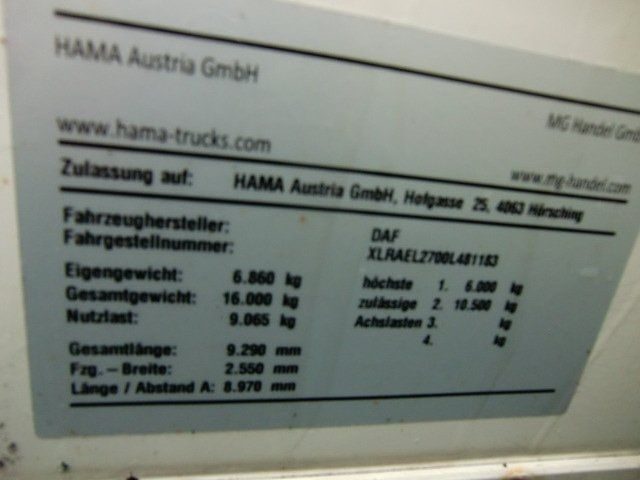 HAMA Austria GmbH
MG Handel Gmb
www.hama-trucks.com
www.mg-handel.com
Zulassung auf: HAMA Austria GmbH, Hofgasse 25, 4063 Hörsching
Fahrzeughersteller: DAF
Fahrgestellnummer: XLRAEL2700L481183
Eigengewicht: 6.860 kg höchste 1. 6.000 kg
Gesamtgewicht: 16.000 kg zulässige 2. 10.500 kg
Nutzlast: 9.065 kg Achslasten 3. kg
4. kg
Gesamtlänge: 9.290 mm
Fzg. – Breite: 2.550 mm
Länge / Abstand A: 8.970 mm